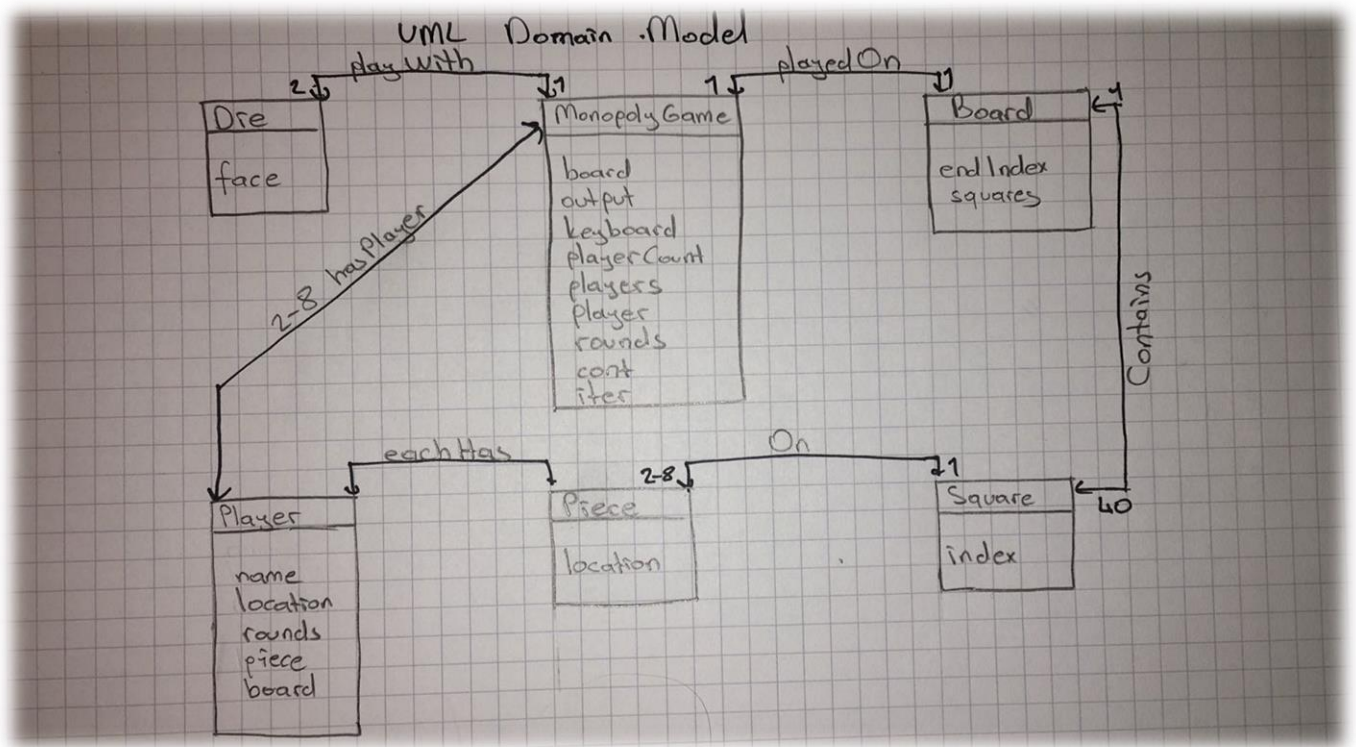 UML Domain Model
playWith
playedOn
2
1
1
1
1
Die
face
MonopolyGame
board
output
keyboard
playerCount
players
player
rounds
cont
iter
Board
endIndex
squares
2-8 hasPlayer
Contains
eachHas
On
2-8
1
40
Player
name
location
rounds
piece
board
Piece
location
Square
index